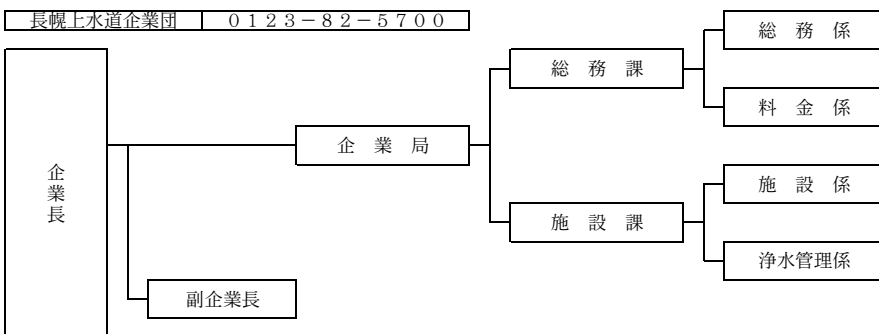 長幌上水道企業団 ０１２３－８２－５７００
総 務 係
総 務 課
料 金 係
企 業 局
企業長
施 設 係
施 設 課
浄水管理係
副企業長